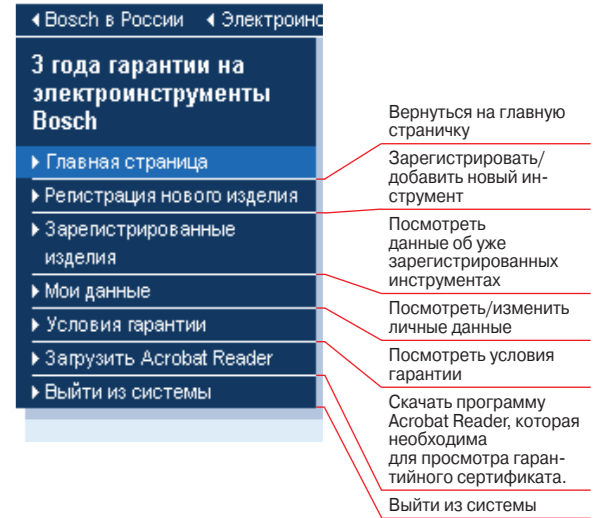 Bosch в России Электроинс
3 года гарантии на
электроинструменты
Bosch
Главная страница
Регистрация нового изделия
Зарегистрированные
изделия
Мои данные
Условия гарантии
Загрузить Acrobat Reader
Выйти из системы
Вернуться на главную
страничку
Зарегистрировать/
добавить новый ин-
струмент
Посмотреть
данные об уже
зарегистрированных
инструментах
Посмотреть/изменить
личные данные
Посмотреть условия
гарантии
Скачать программу
Acrobat Reader, которая
необходима
для просмотра гаран-
тийного сертификата.
Выйти из системы